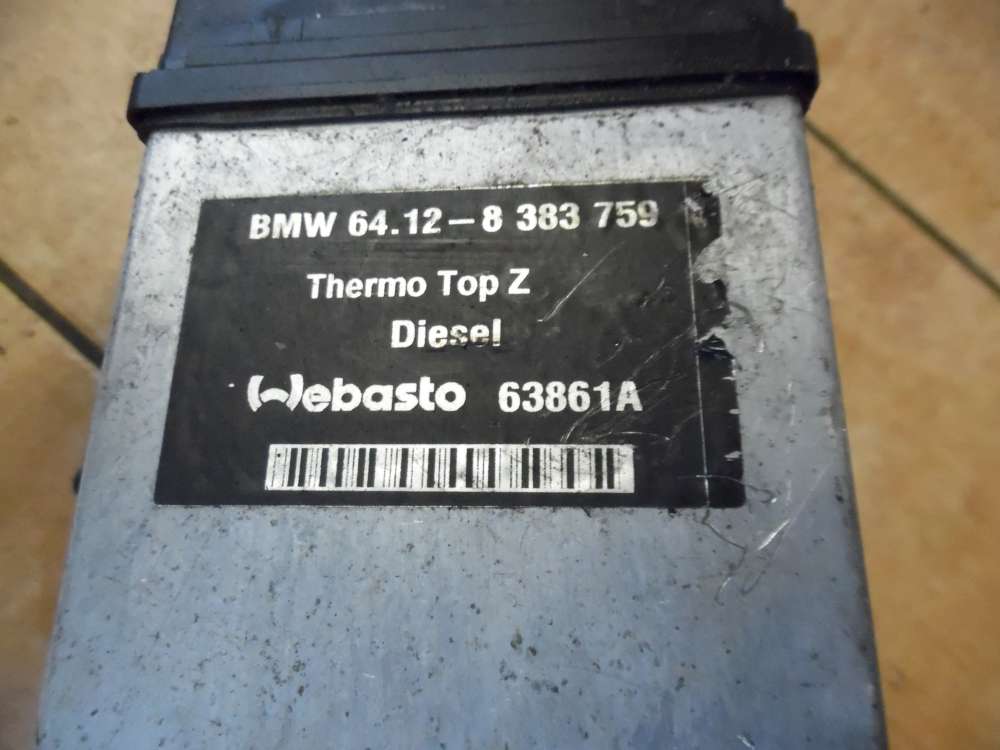 BMW 64.12-8 383 759
Thermo Top Z
Diesel
Webasto 63861A